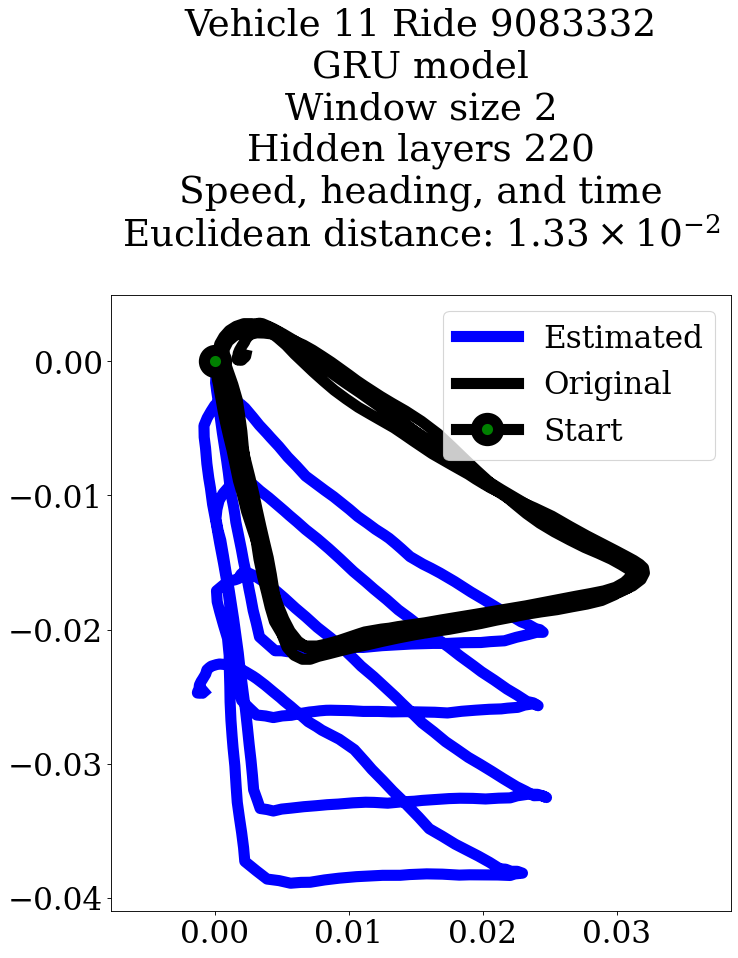 Vehicle 11 Ride 9083332
GRU model
Window size 2
Hidden layers 220
Speed, heading, and time
Euclidean distance: 1.33 × 10⁻²
Estimated
Original
Start
0.00
−0.01
−0.02
−0.03
−0.04
0.00 0.01 0.02 0.03